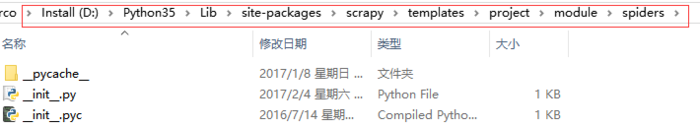 rco > Install (D:) > Python35 > Lib > site-packages > scrapy > templates > project > module > spiders >
名称 修改日期 类型 大小
__pycache__ 2017/1/8 星期日 ... 文件夹
__init__.py 2017/2/4 星期六 ... Python File 1 KB
__init__.pyc 2016/7/14 星期... Compiled Pytho... 1 KB